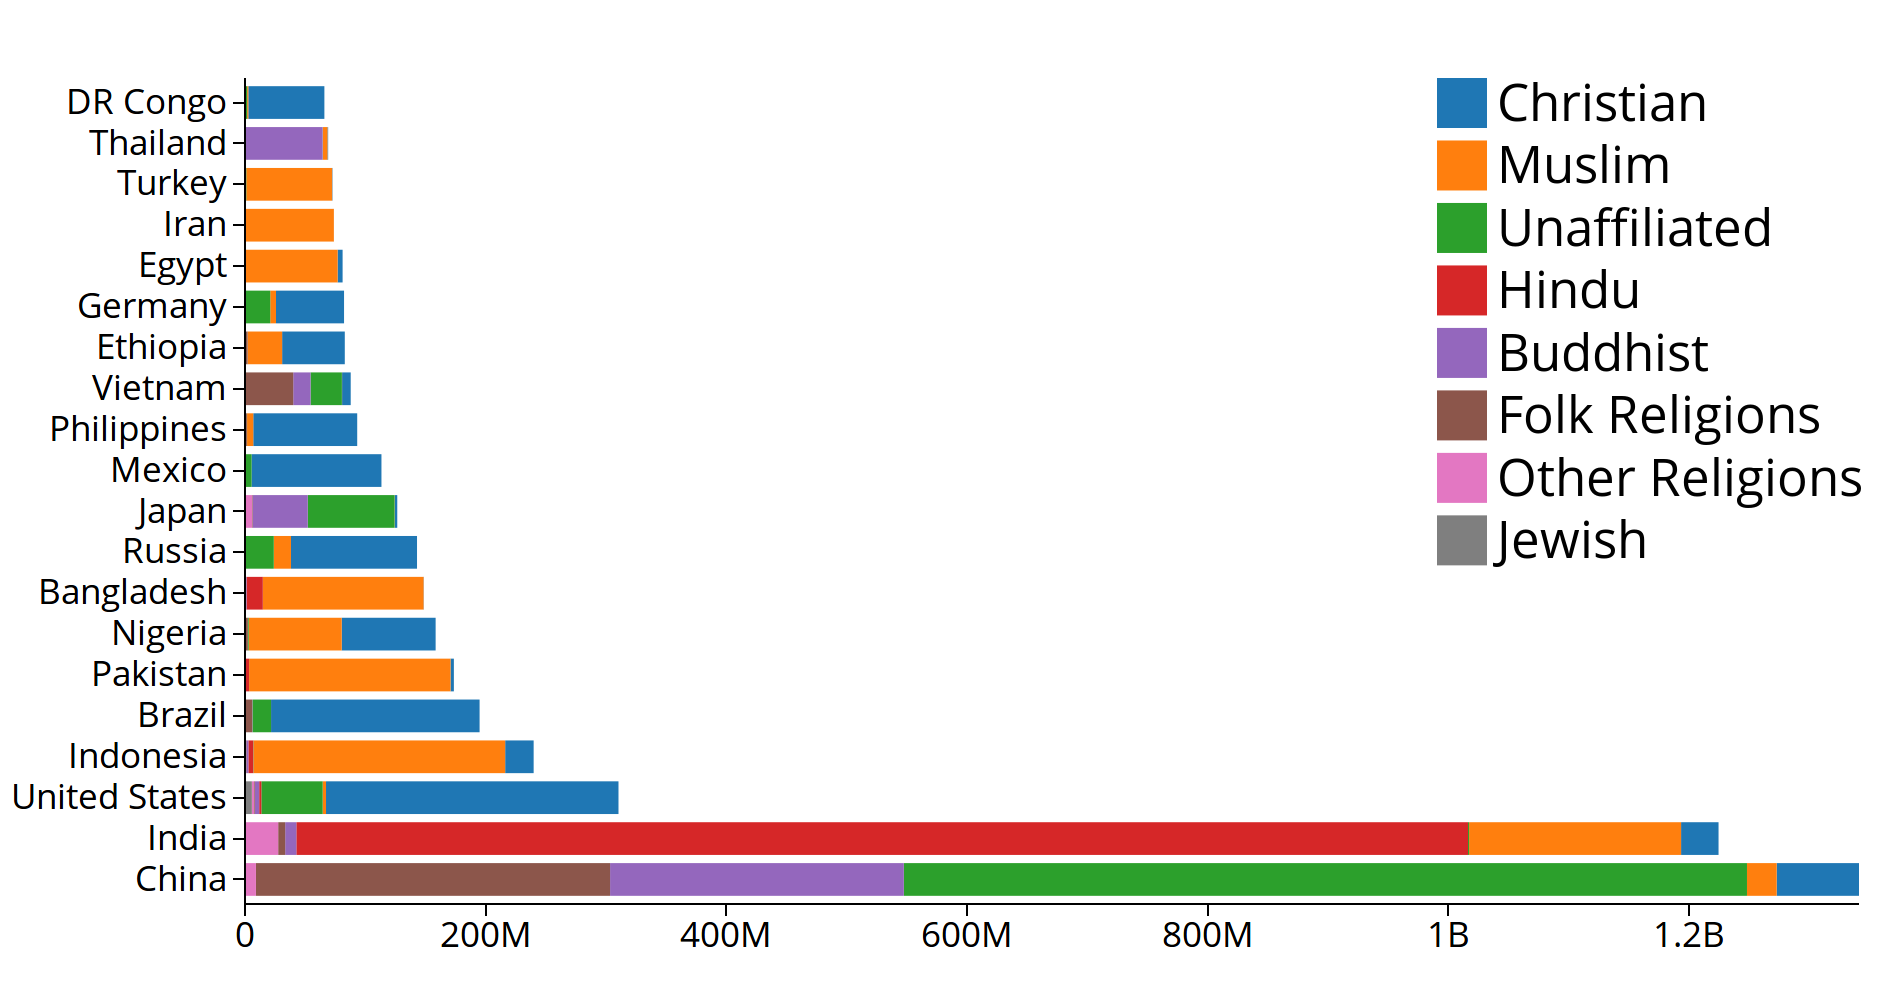 DR Congo
Thailand
Turkey
Iran
Egypt
Germany
Ethiopia
Vietnam
Philippines
Mexico
Japan
Russia
Bangladesh
Nigeria
Pakistan
Brazil
Indonesia
United States
India
China
0 200M 400M 600M 800M 1B 1.2B
Christian
Muslim
Unaffiliated
Hindu
Buddhist
Folk Religions
Other Religions
Jewish